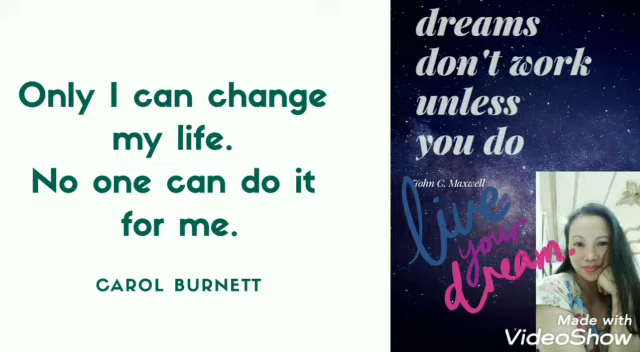 Only I can change
my life.
No one can do it
for me.
CAROL BURNETT
dreams
don't work
unless
you do
John C. Maxwell
live
your
dream.
Made with
VideoShow